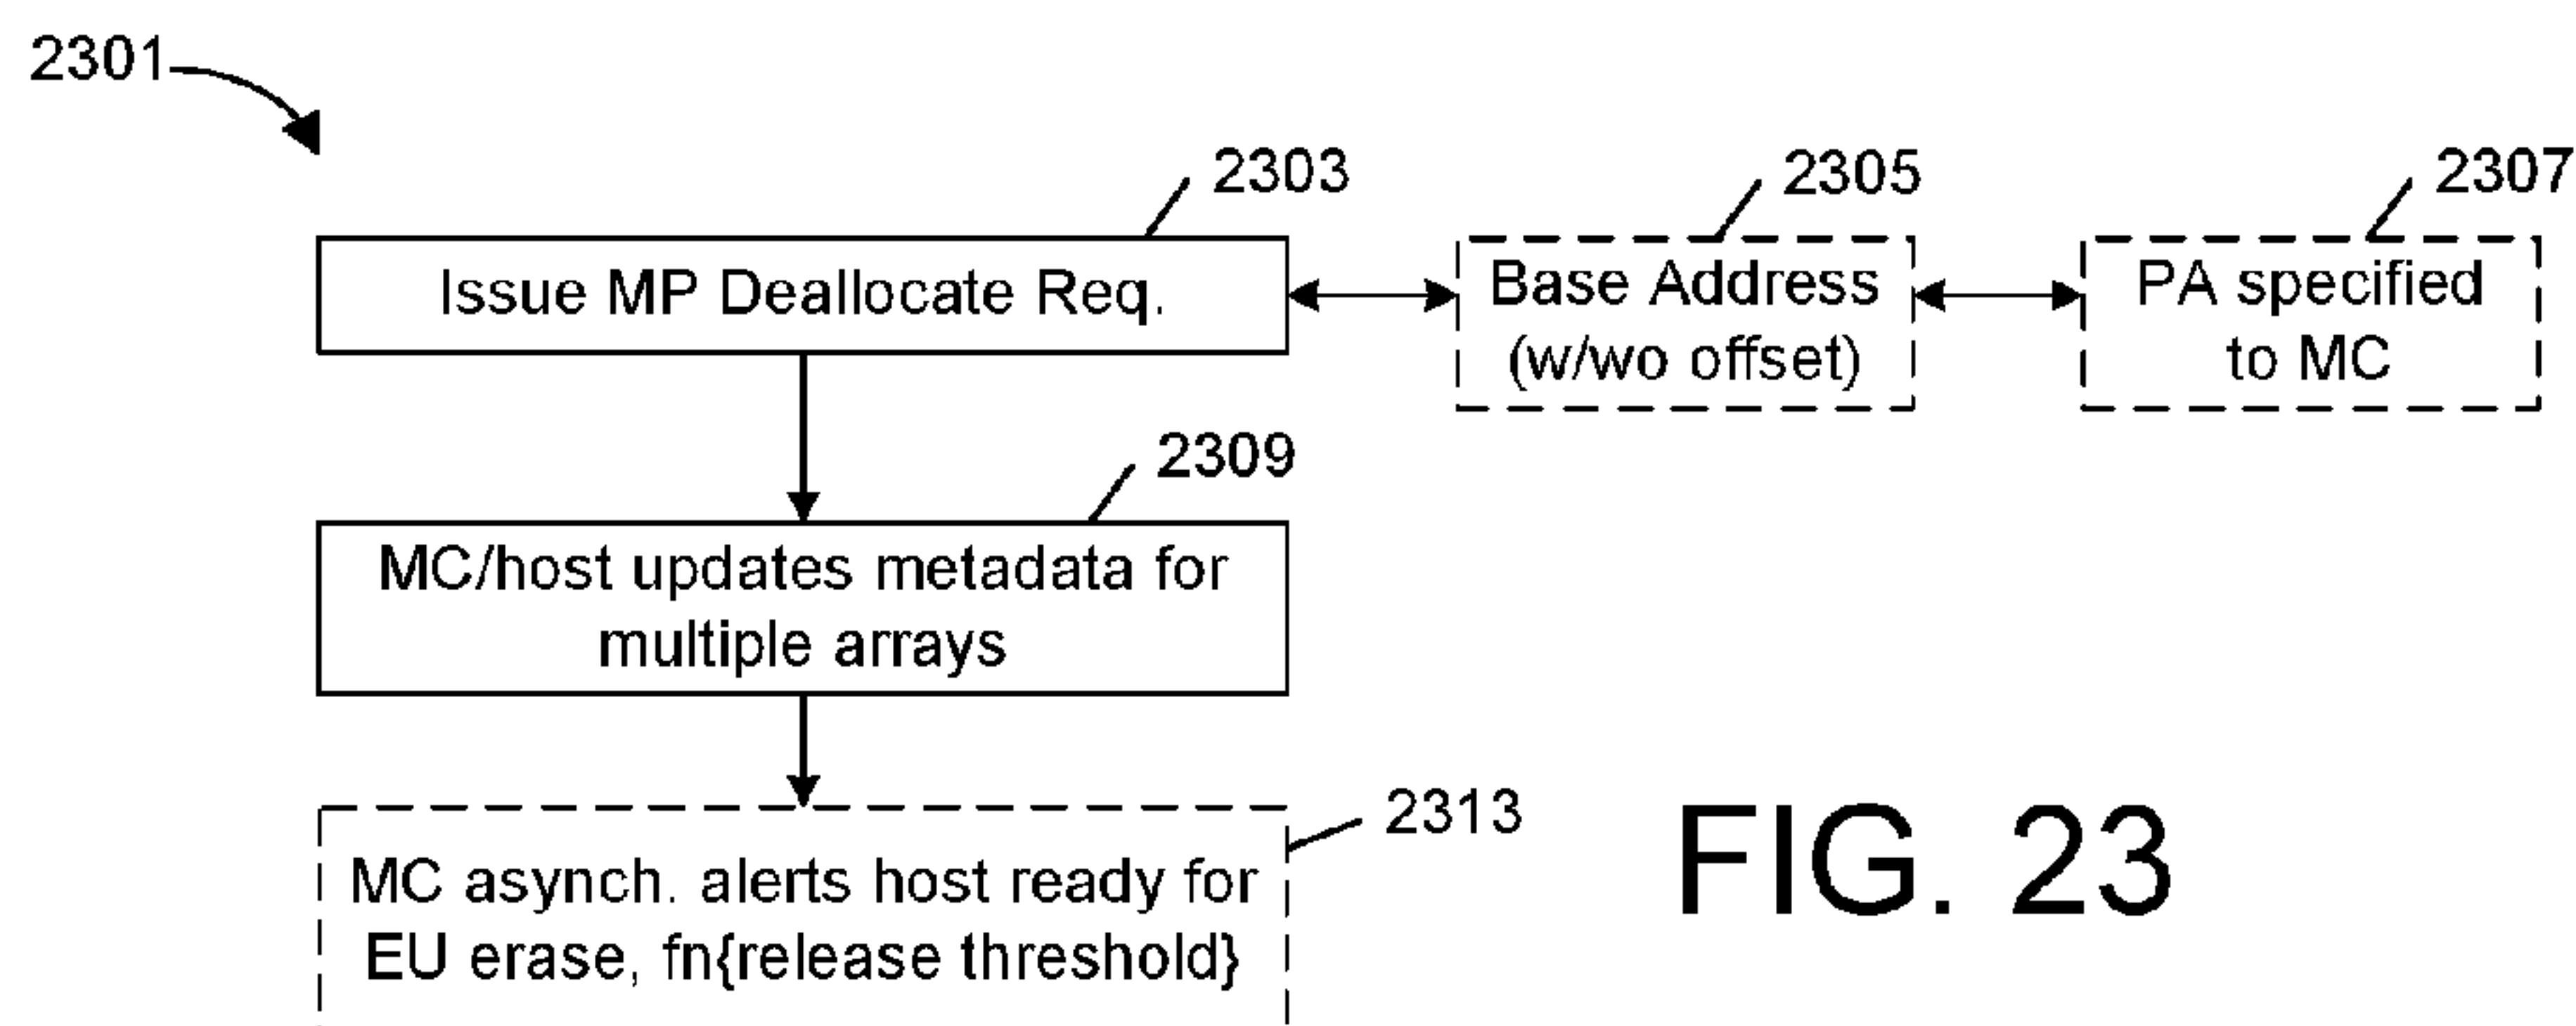 2301
2303
2305
2307
Issue MP Deallocate Req.
Base Address
(w/wo offset)
PA specified
to MC
2309
MC/host updates metadata for
multiple arrays
2313
MC asynch. alerts host ready for
EU erase, fn{release threshold}
FIG. 23